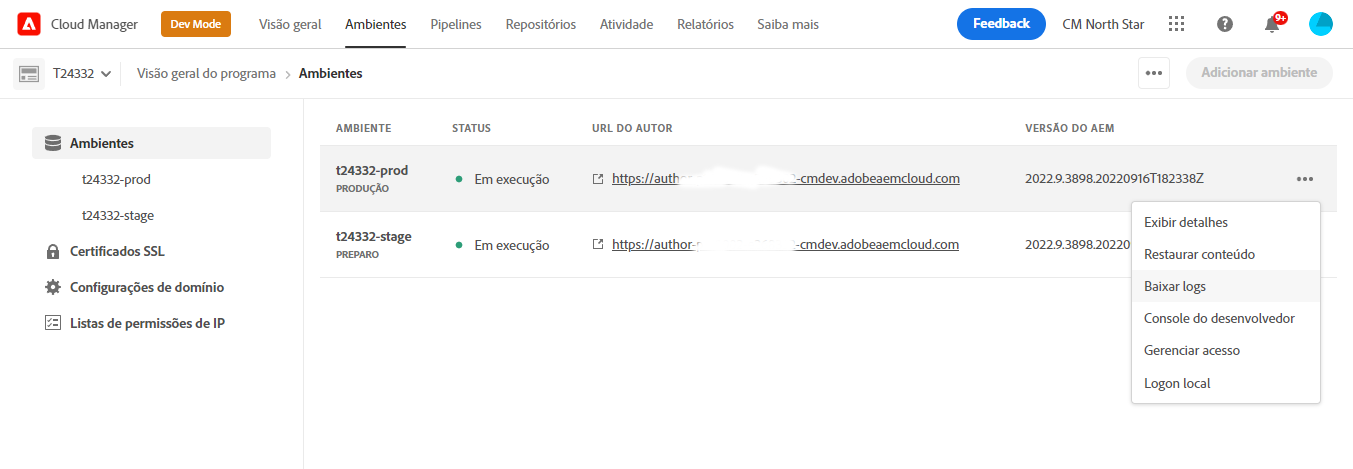 Cloud Manager Dev Mode Visão geral Ambientes Pipelines Repositórios Atividade Relatórios Saiba mais Feedback CM North Star 9+
T24332 Visão geral do programa Ambientes Adicionar ambiente
Ambientes
t24332-prod
t24332-stage
Certificados SSL
Configurações de domínio
Listas de permissões de IP
AMBIENTE STATUS URL DO AUTOR VERSÃO DO AEM
t24332-prod Em execução https://auth -cmdev.adobeaemcloud.com 2022.9.3898.20220916T182338Z
PRODUÇÃO
t24332-stage Em execução https://author- -cmdev.adobeaemcloud.com 2022.9.3898.20220
PREPARO
Exibir detalhes
Restaurar conteúdo
Baixar logs
Console do desenvolvedor
Gerenciar acesso
Logon local